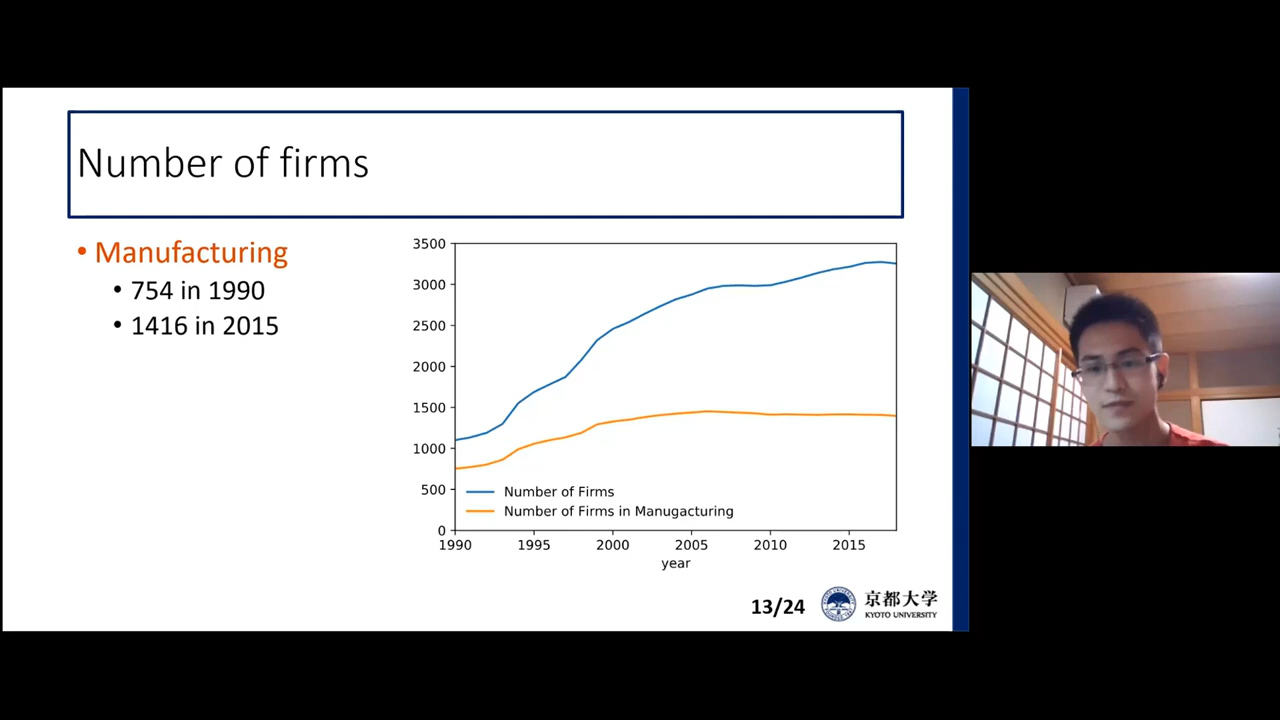 Number of firms
• Manufacturing
• 754 in 1990
• 1416 in 2015
3500
3000
2500
2000
1500
1000
500
0
Number of Firms
Number of Firms in Manugacturing
1990 1995 2000 2005 2010 2015
year
13/24
京都大学
KYOTO UNIVERSITY